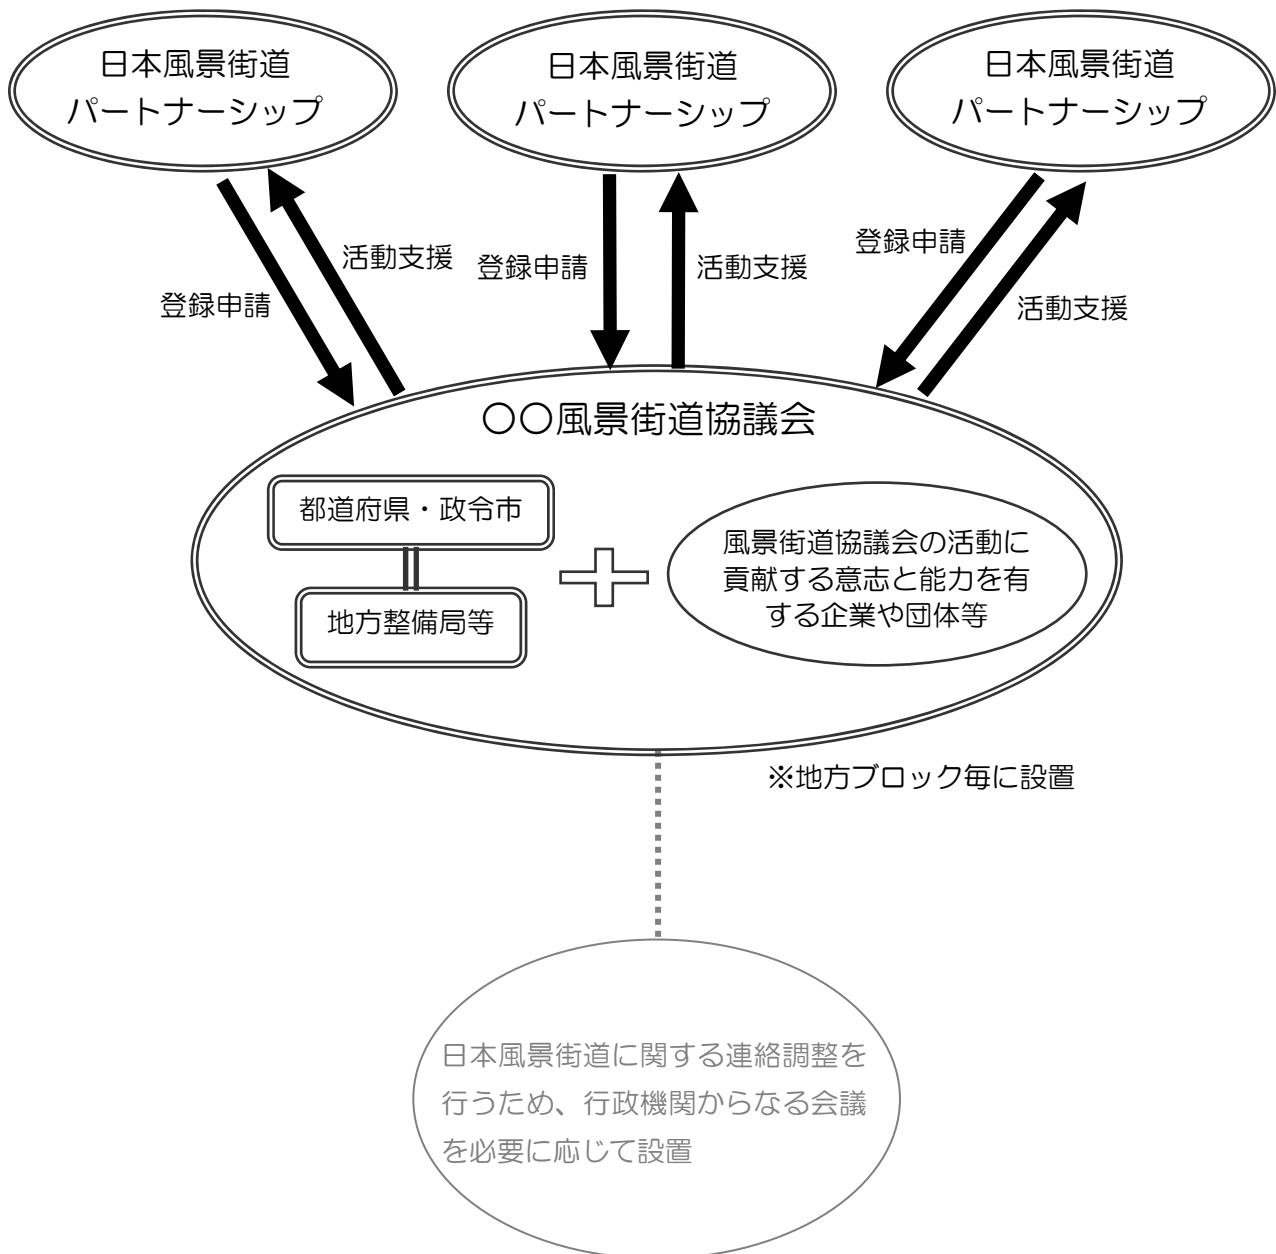 日本風景街道
パートナーシップ
日本風景街道
パートナーシップ
日本風景街道
パートナーシップ
登録申請
活動支援
登録申請
活動支援
登録申請
活動支援
〇〇風景街道協議会
都道府県・政令市
地方整備局等
風景街道協議会の活動に
貢献する意志と能力を有
する企業や団体等
※地方ブロック毎に設置
日本風景街道に関する連絡調整を
行うため、行政機関からなる会議
を必要に応じて設置